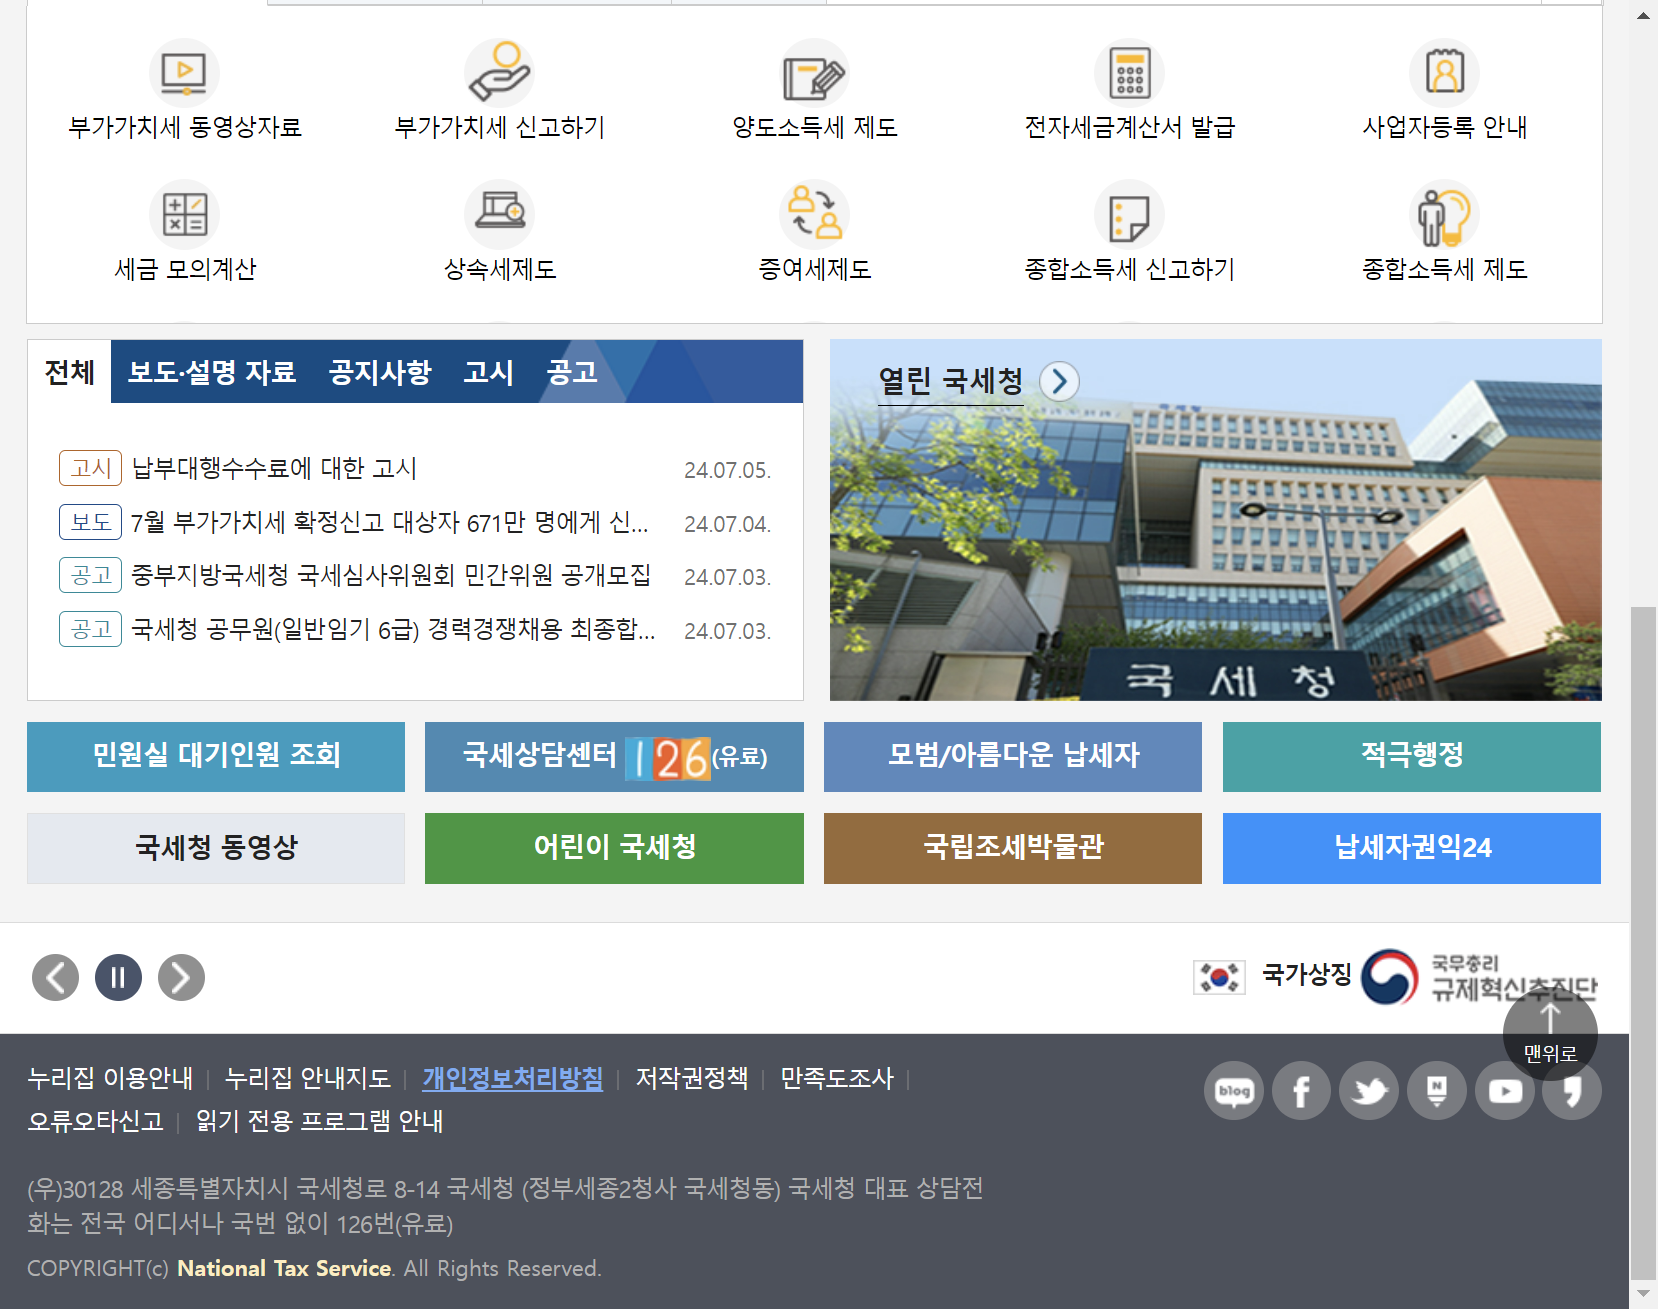 부가가치세 동영상자료
부가가치세 신고하기
양도소득세 제도
전자세금계산서 발급
사업자등록 안내
세금 모의계산
상속세제도
증여세제도
종합소득세 신고하기
종합소득세 제도
전체 보도·설명 자료 공지사항 고시 공고
고시 납부대행수수료에 대한 고시 24.07.05.
보도 7월 부가가치세 확정신고 대상자 671만 명에게 신... 24.07.04.
공고 중부지방국세청 국세심사위원회 민간위원 공개모집 24.07.03.
공고 국세청 공무원(일반임기 6급) 경력경쟁채용 최종합... 24.07.03.
열린 국세청
국세청
민원실 대기인원 조회
국세상담센터 126(유료)
모범/아름다운 납세자
적극행정
국세청 동영상
어린이 국세청
국립조세박물관
납세자권익24
국가상징
국무총리
규제혁신추진단
맨위로
누리집 이용안내 누리집 안내지도 개인정보처리방침 저작권정책 만족도조사
오류오타신고 읽기 전용 프로그램 안내
blog
N
(우)30128 세종특별자치시 국세청로 8-14 국세청 (정부세종2청사 국세청동) 국세청 대표 상담전
화는 전국 어디서나 국번 없이 126번(유료)
COPYRIGHT(c) National Tax Service. All Rights Reserved.